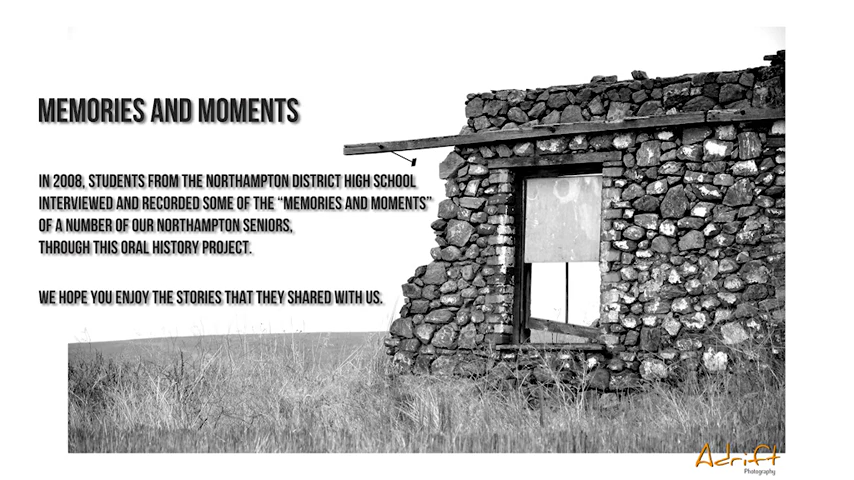 MEMORIES AND MOMENTS
IN 2008, STUDENTS FROM THE NORTHAMPTON DISTRICT HIGH SCHOOL
INTERVIEWED AND RECORDED SOME OF THE “MEMORIES AND MOMENTS”
OF A NUMBER OF OUR NORTHAMPTON SENIORS,
THROUGH THIS ORAL HISTORY PROJECT.
WE HOPE YOU ENJOY THE STORIES THAT THEY SHARED WITH US.
Adrift
Photography